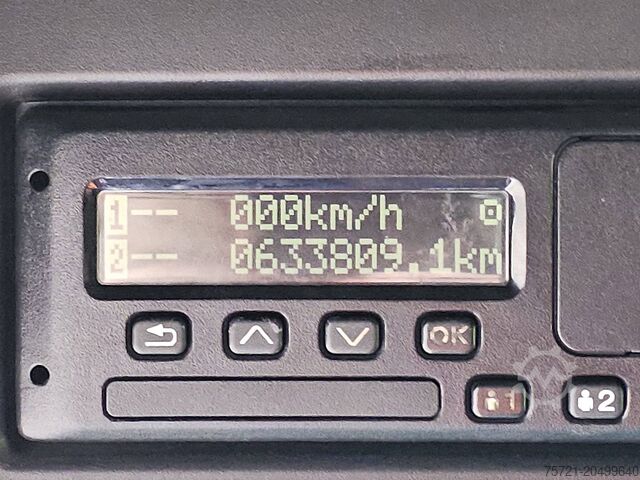 1 -- 000km/h
2 -- 0633809.1km
OK
1
2
75721-20499640